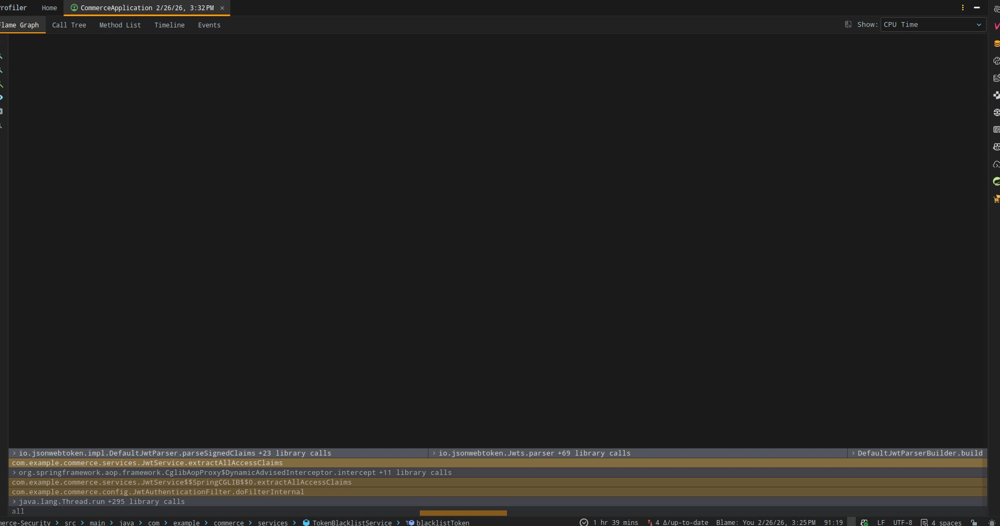 rofiler Home CommerceApplication 2/26/26, 3:32 PM
Flame Graph Call Tree Method List Timeline Events Show: CPU Time
io.jsonwebtoken.impl.DefaultJwtParser.parseSignedClaims +23 library calls io.jsonwebtoken.Jwts.parser +69 library calls DefaultJwtParserBuilder.build
com.example.commerce.services.JwtService.extractAllAccessClaims
org.springframework.aop.framework.CglibAopProxy$DynamicAdvisedInterceptor.intercept +11 library calls
com.example.commerce.services.JwtService$$SpringCGLIB$$0.extractAllAccessClaims
com.example.commerce.config.JwtAuthenticationFilter.doFilterInternal
java.lang.Thread.run +295 library calls
all
merce-Security > src > main > java > com > example > commerce > services > TokenBlacklistService > blacklistToken 1 hr 39 mins 4 Δ/up-to-date Blame: You 2/26/26, 3:25 PM 91:19 LF UTF-8 4 spaces